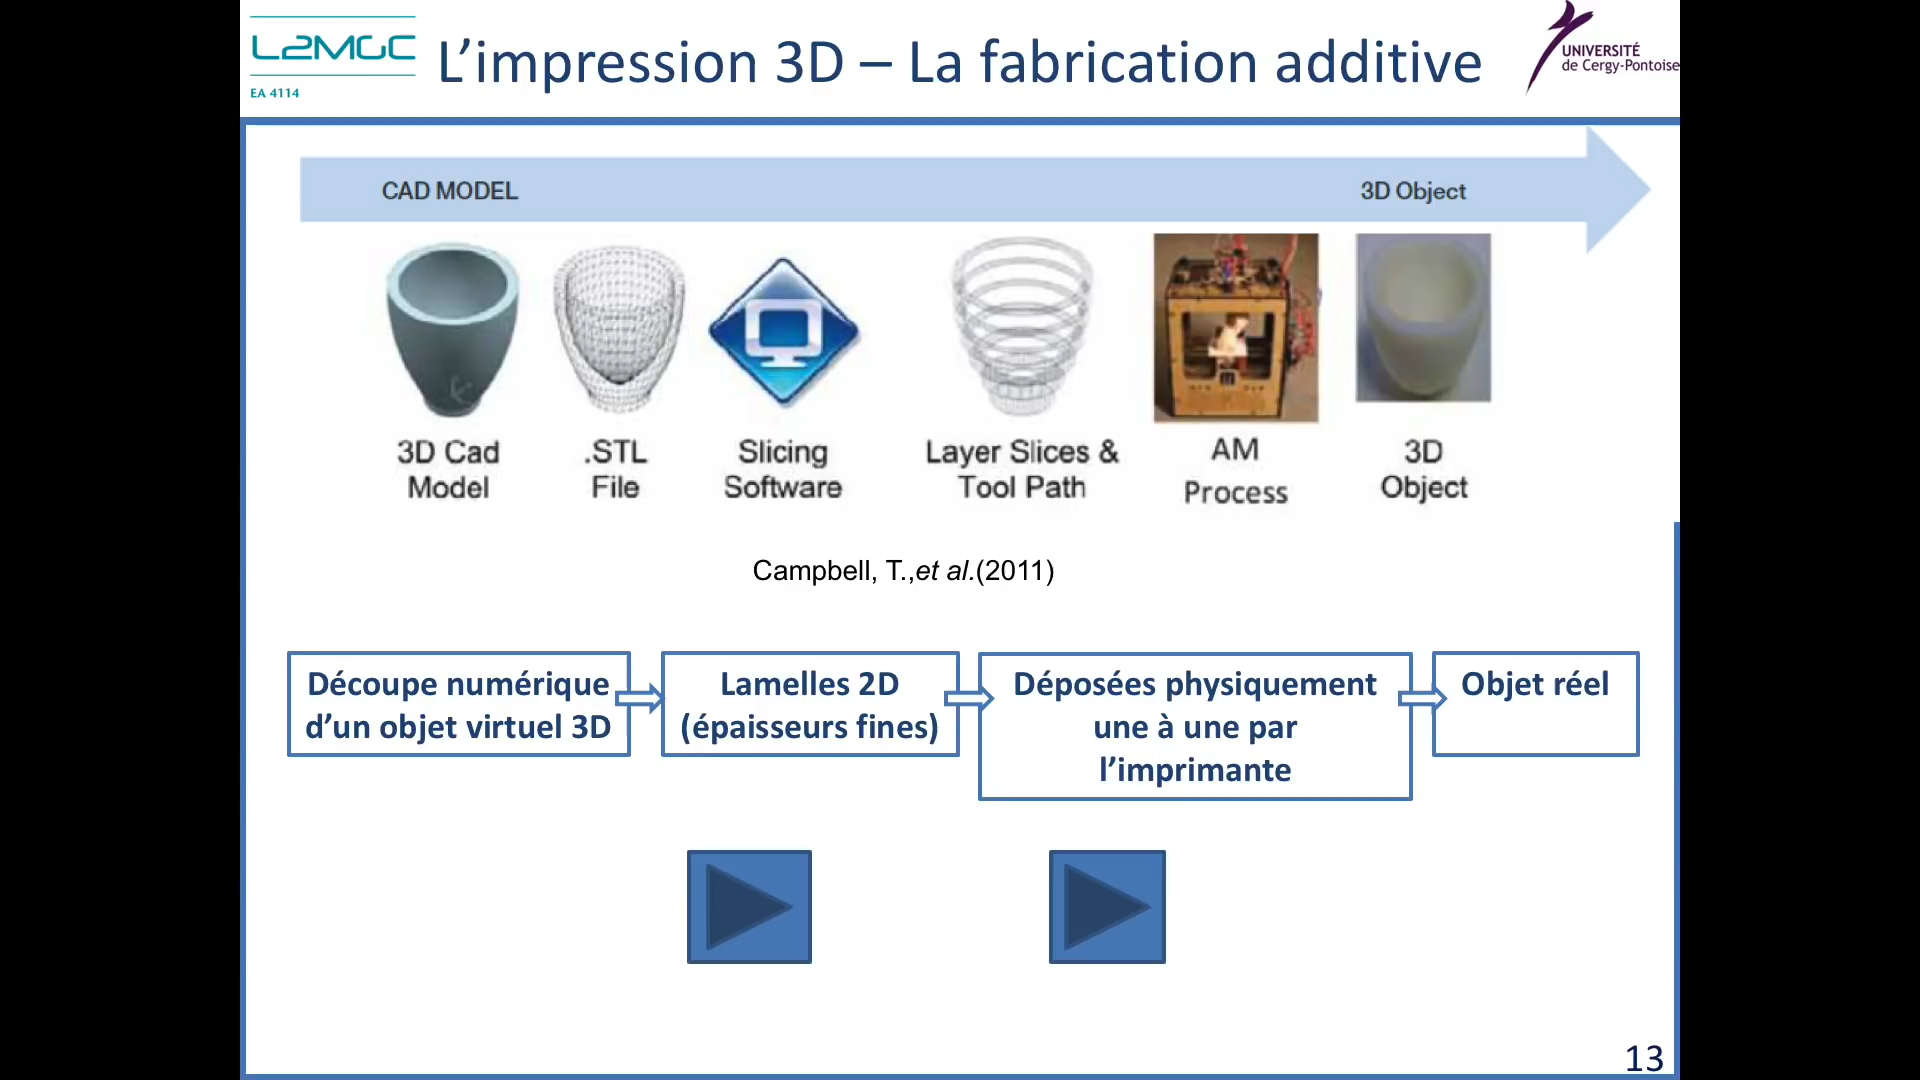 L2MGC
EA 4114
L’impression 3D – La fabrication additive
UNIVERSITÉ
de Cergy-Pontoise
CAD MODEL
3D Object
3D Cad
Model
.STL
File
Slicing
Software
Layer Slices &
Tool Path
AM
Process
3D
Object
Campbell, T.,et al.(2011)
Découpe numérique
d’un objet virtuel 3D
Lamelles 2D
(épaisseurs fines)
Déposées physiquement
une à une par
l’imprimante
Objet réel
13